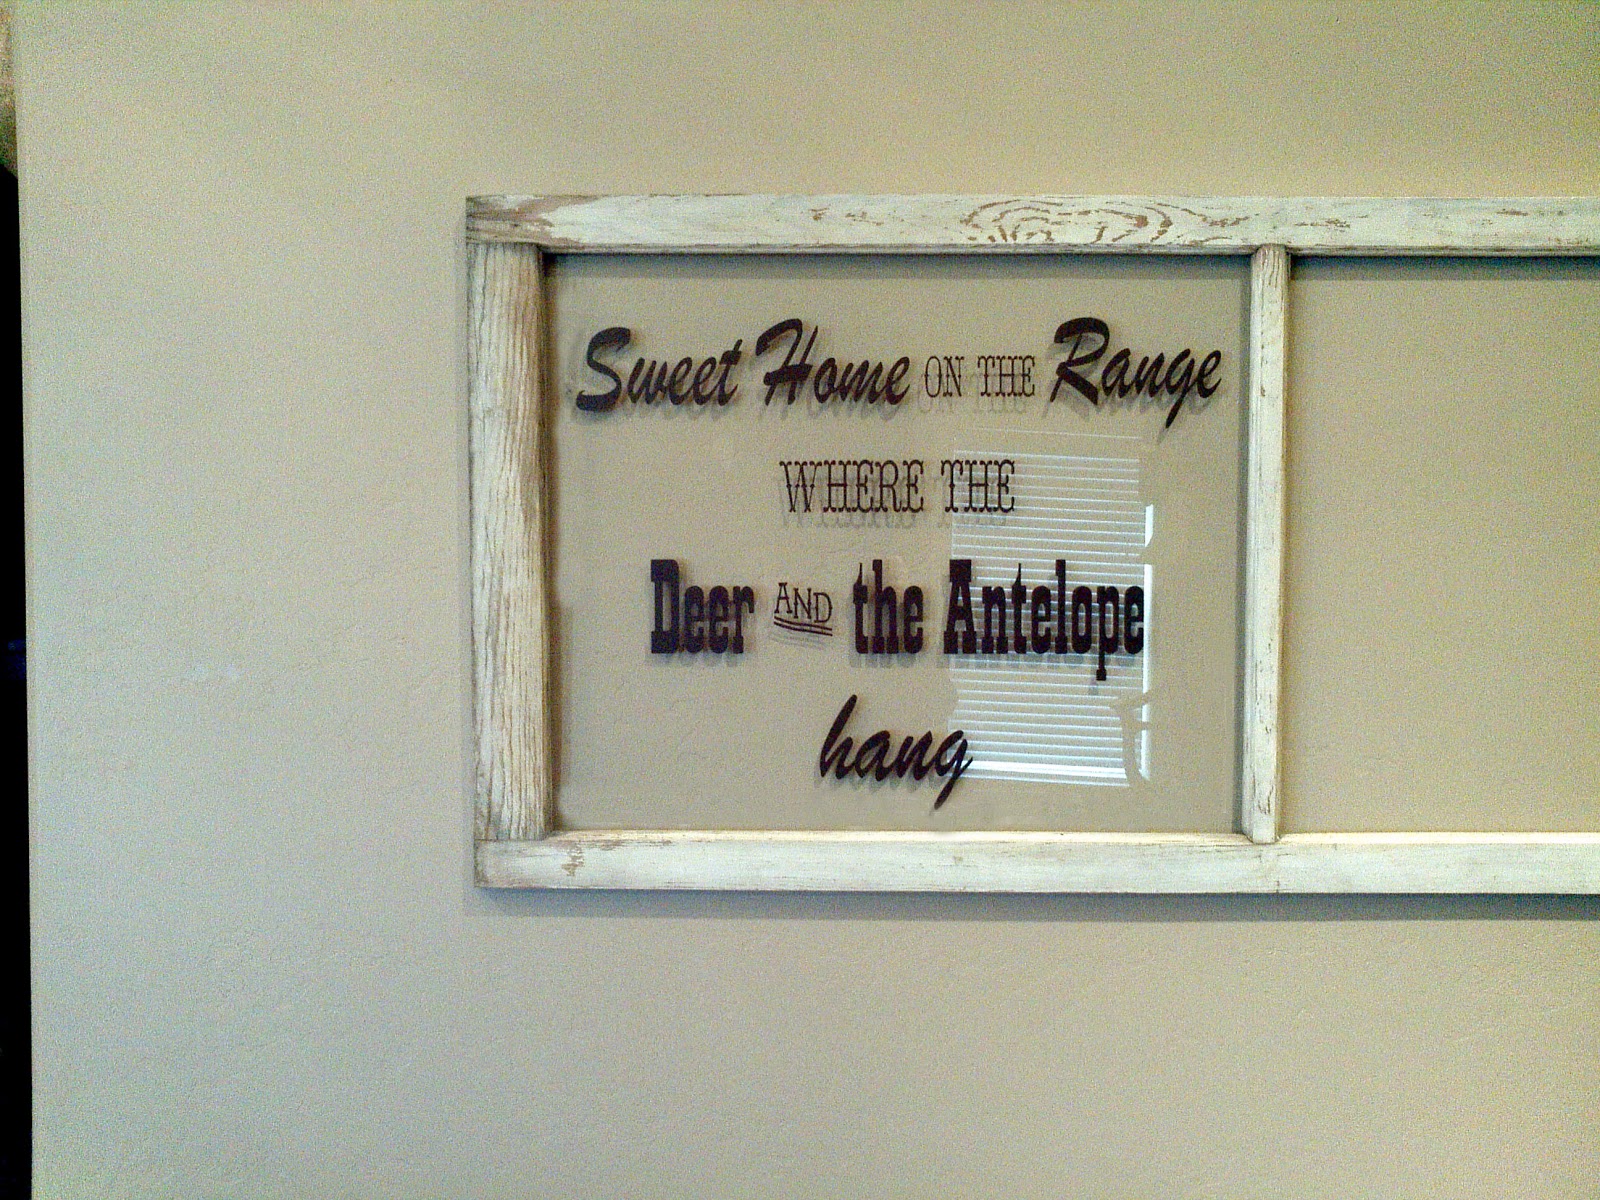 Sweet Home ON THE Range
WHERE THE
Deer AND the Antelope
hang